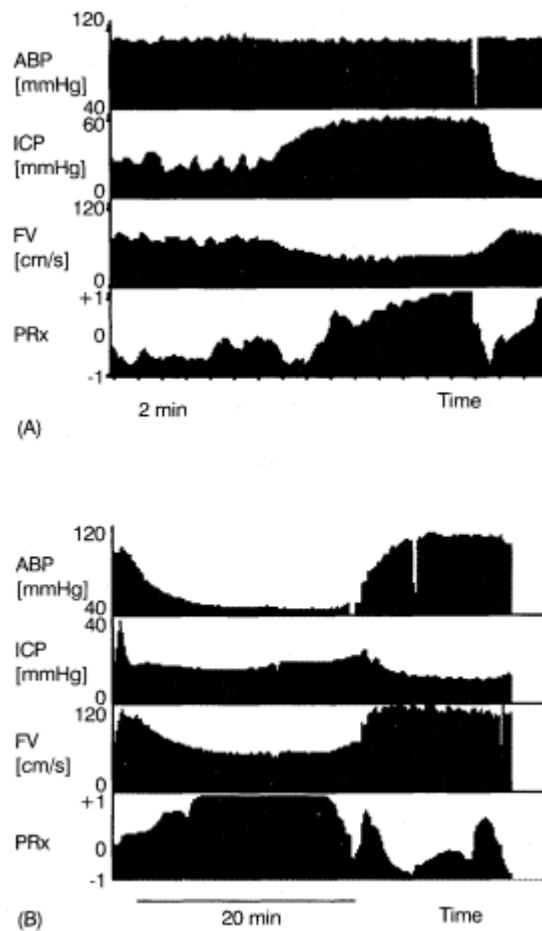 120
ABP
[mmHg]
40
60
ICP
[mmHg]
0
120
FV
[cm/s]
0
+1
PRx
0
-1
2 min
Time
(A)
120
ABP
[mmHg]
40
40
ICP
[mmHg]
0
120
FV
[cm/s]
0
+1
PRx
0
-1
20 min
Time
(B)